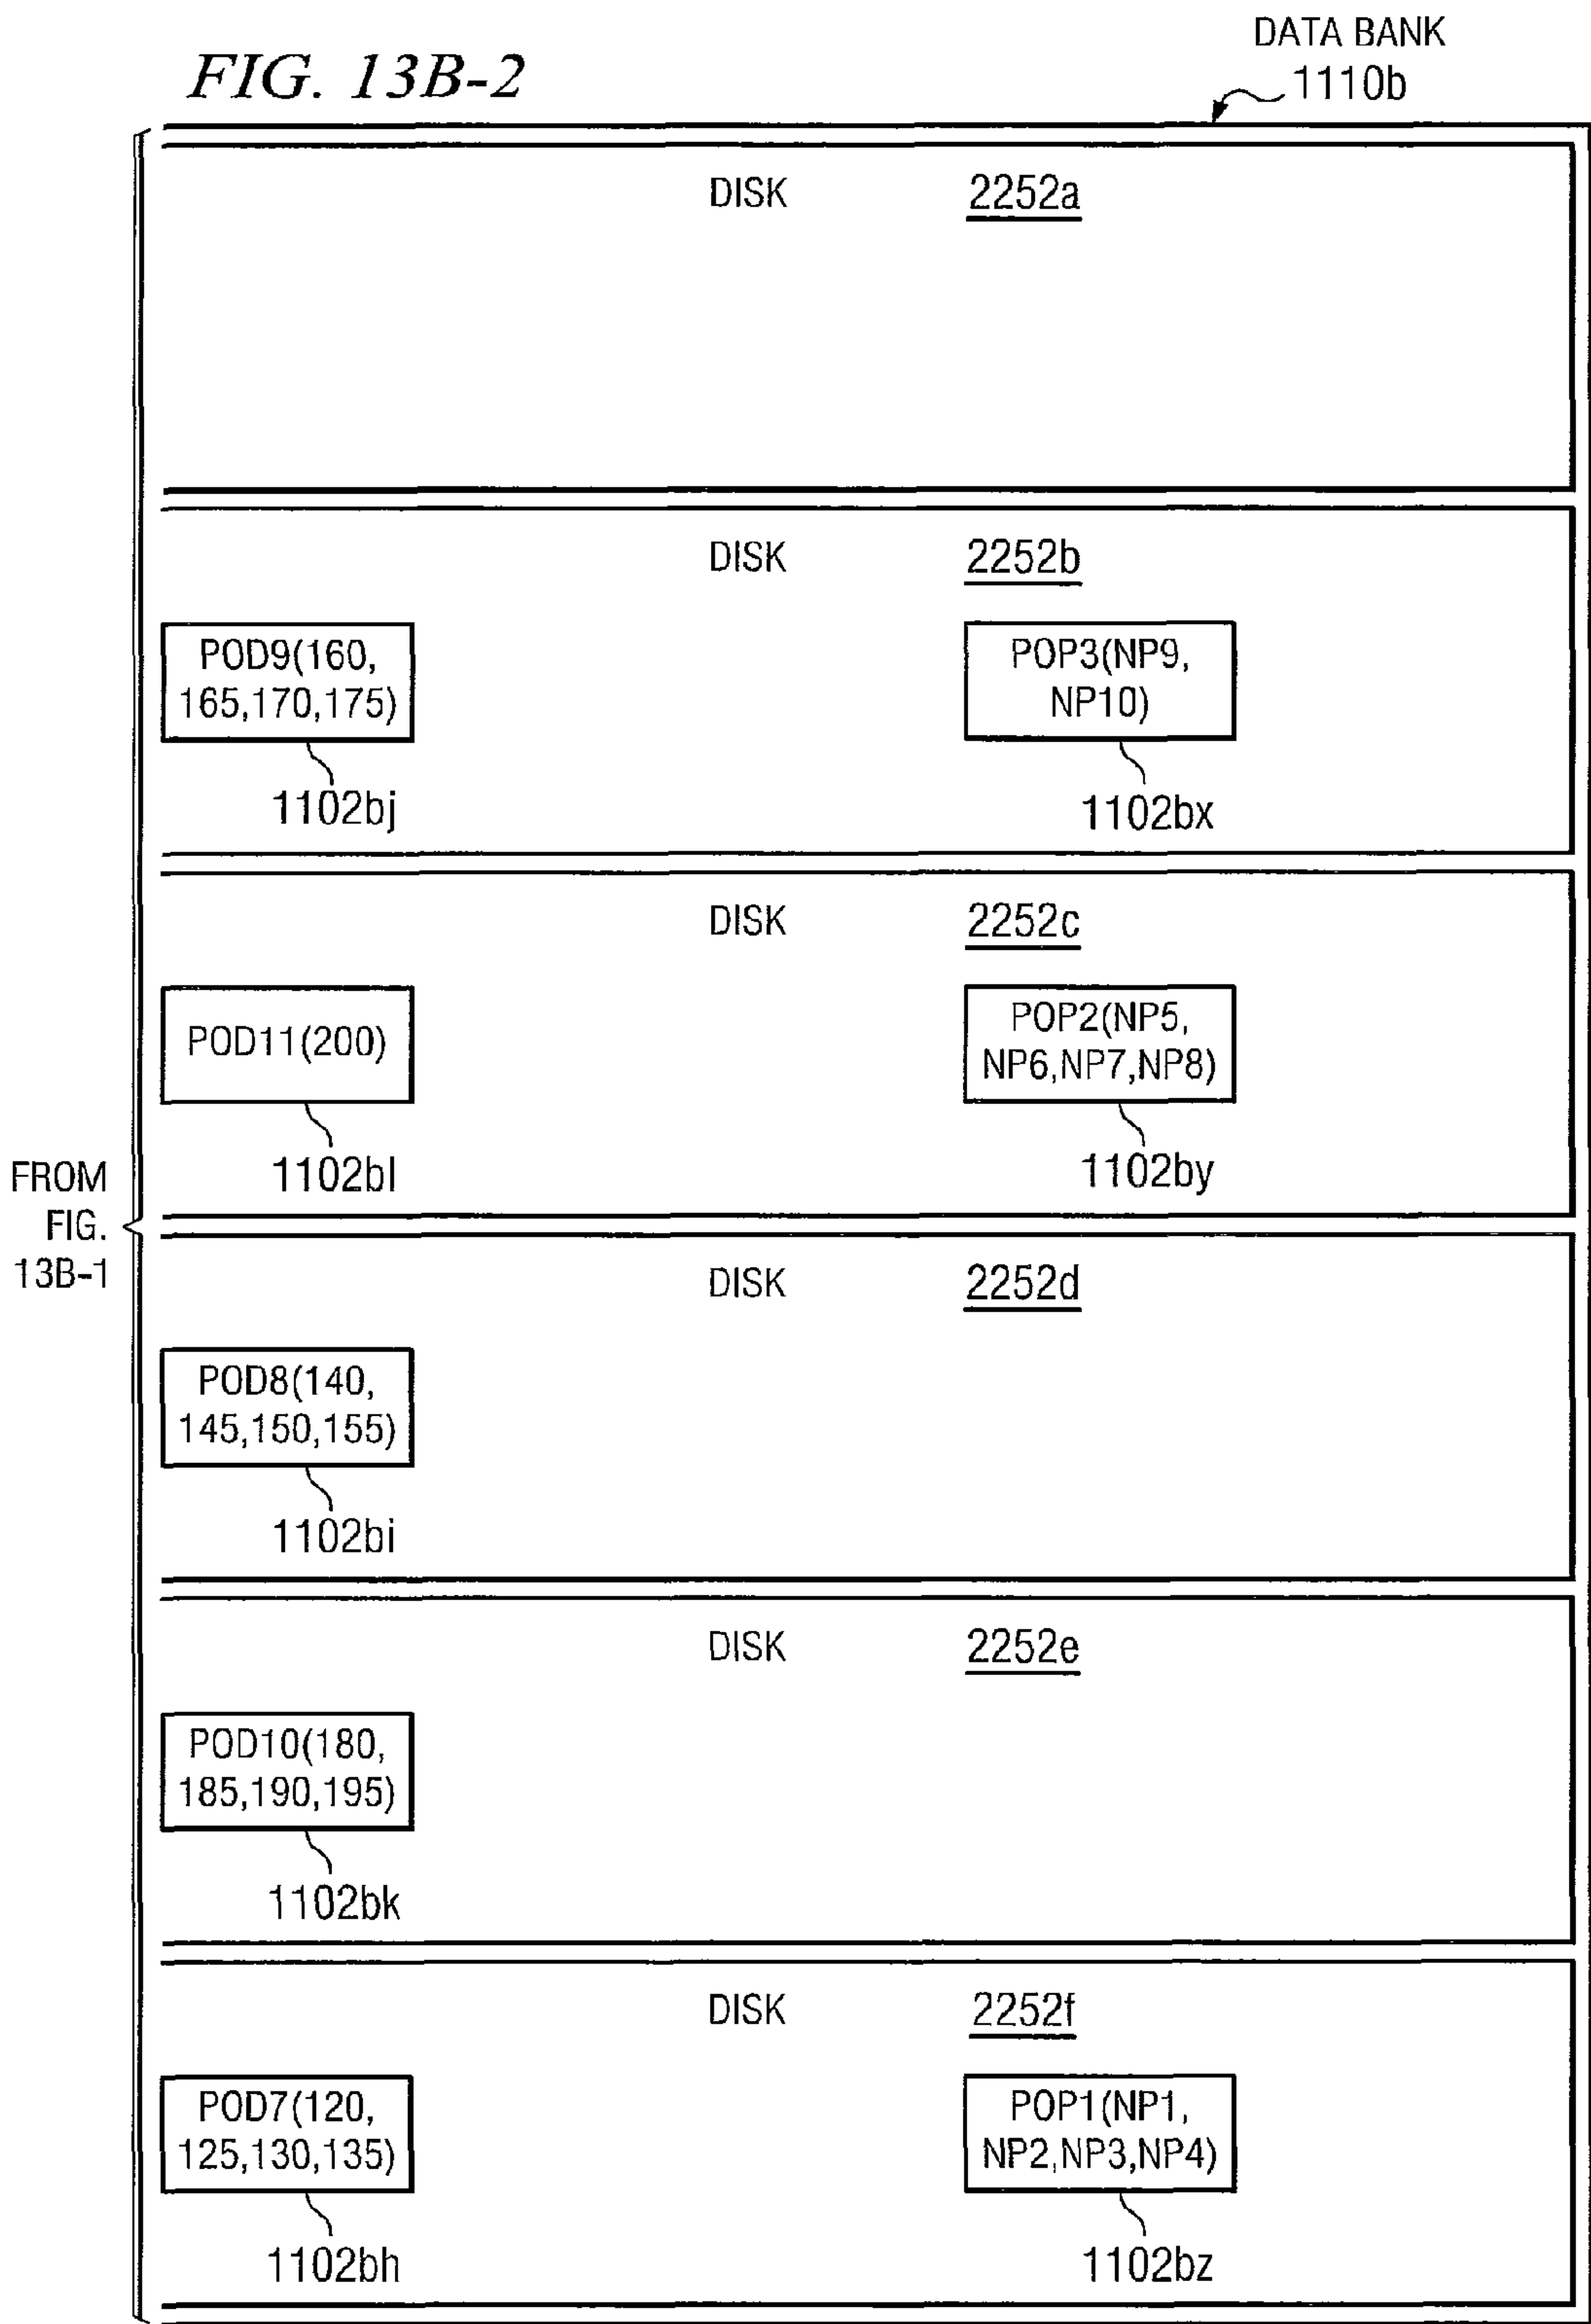 FIG. 13B-2
DATA BANK
1110b
DISK 2252a
DISK 2252b
POD9(160,
165,170,175)
1102bj
POP3(NP9,
NP10)
1102bx
DISK 2252c
POD11(200)
1102bl
POP2(NP5,
NP6,NP7,NP8)
1102by
FROM
FIG.
13B-1
DISK 2252d
POD8(140,
145,150,155)
1102bi
DISK 2252e
POD10(180,
185,190,195)
1102bk
DISK 2252f
POD7(120,
125,130,135)
1102bh
POP1(NP1,
NP2,NP3,NP4)
1102bz